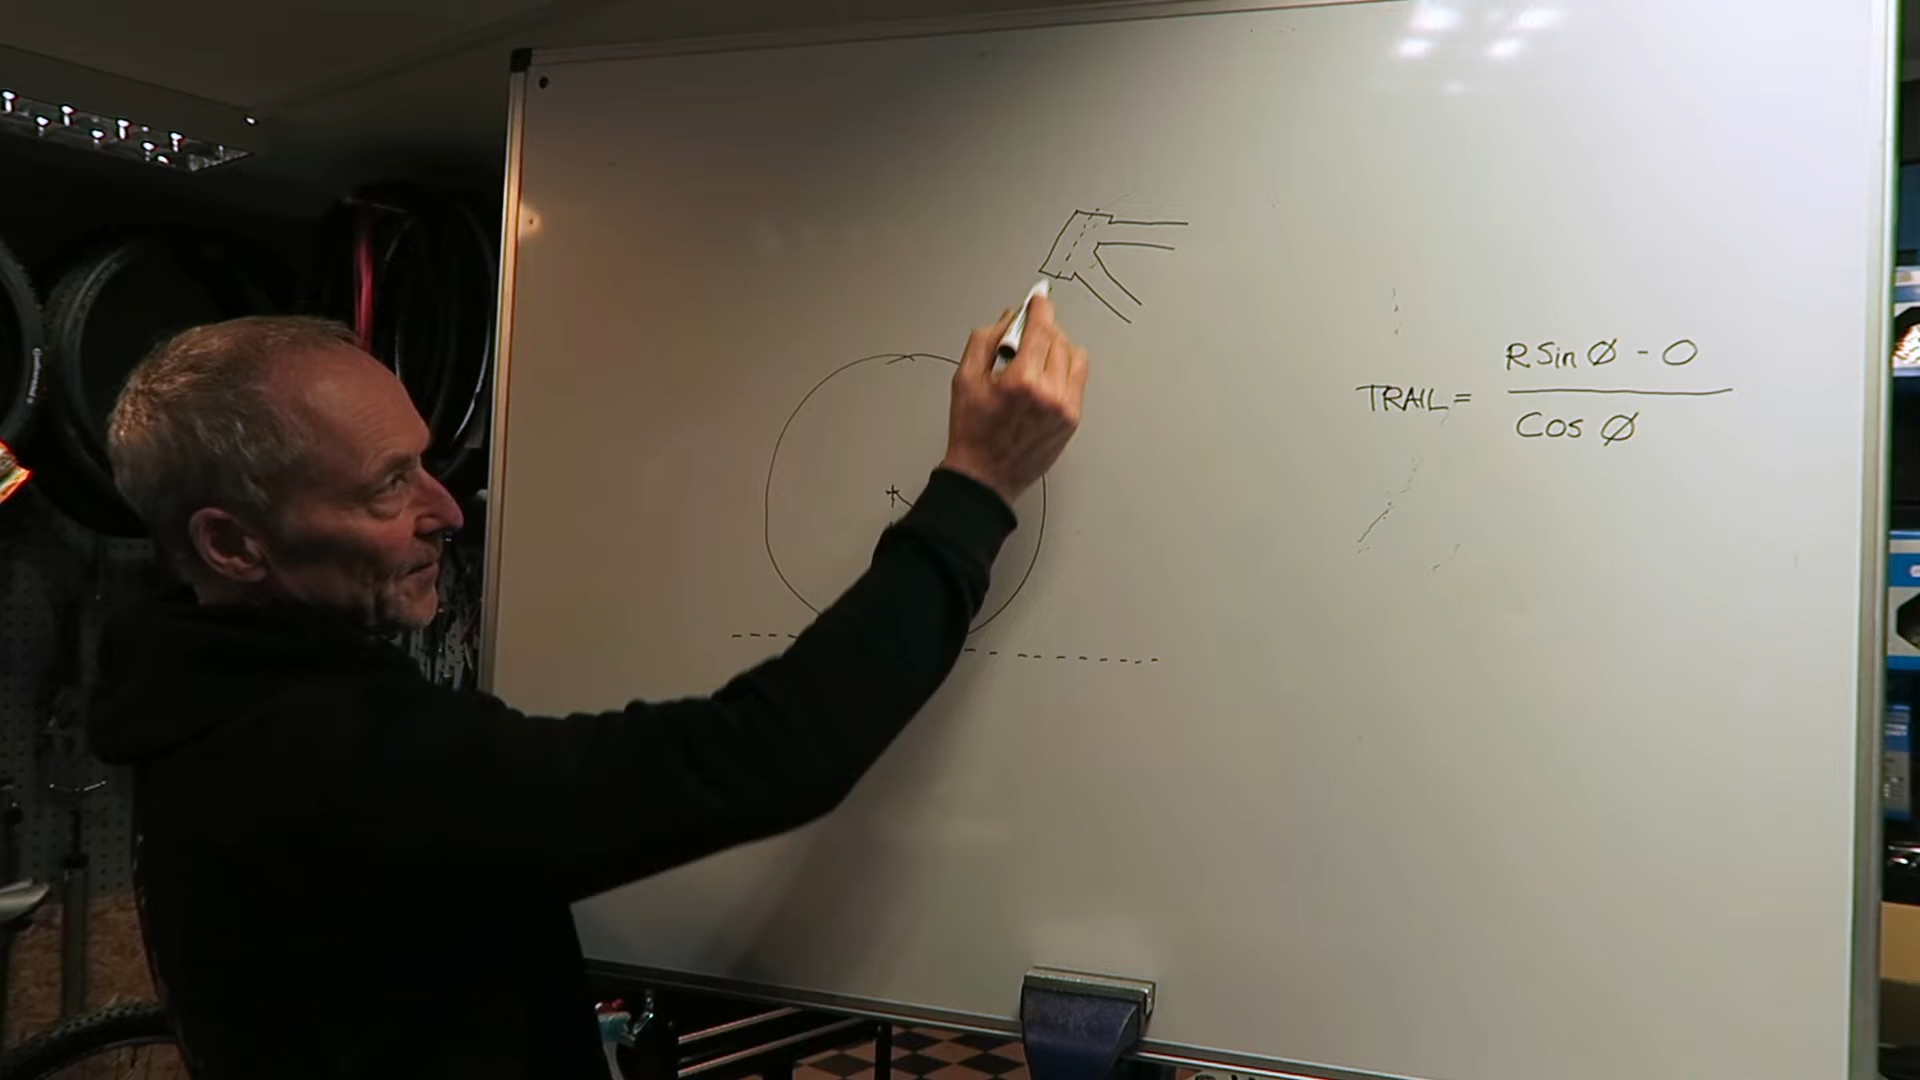 R Sin Ø - O
TRAIL =
Cos Ø